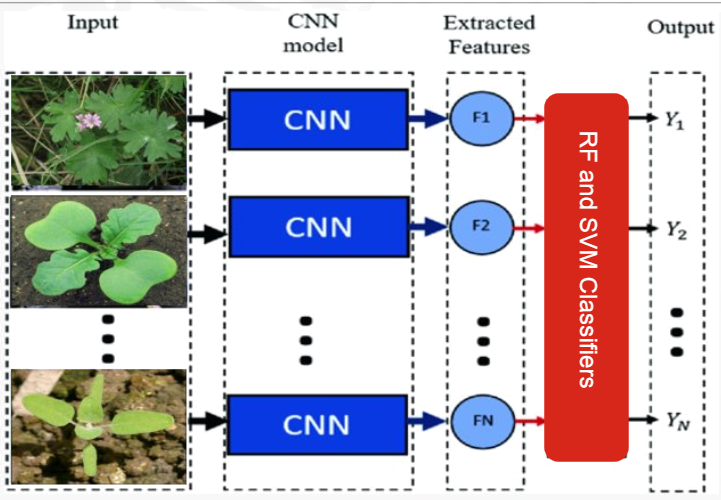 Input
CNN
model
Extracted
Features
Output
CNN
F1
Y1
CNN
F2
Y2
RF and SVM Classifiers
CNN
FN
YN